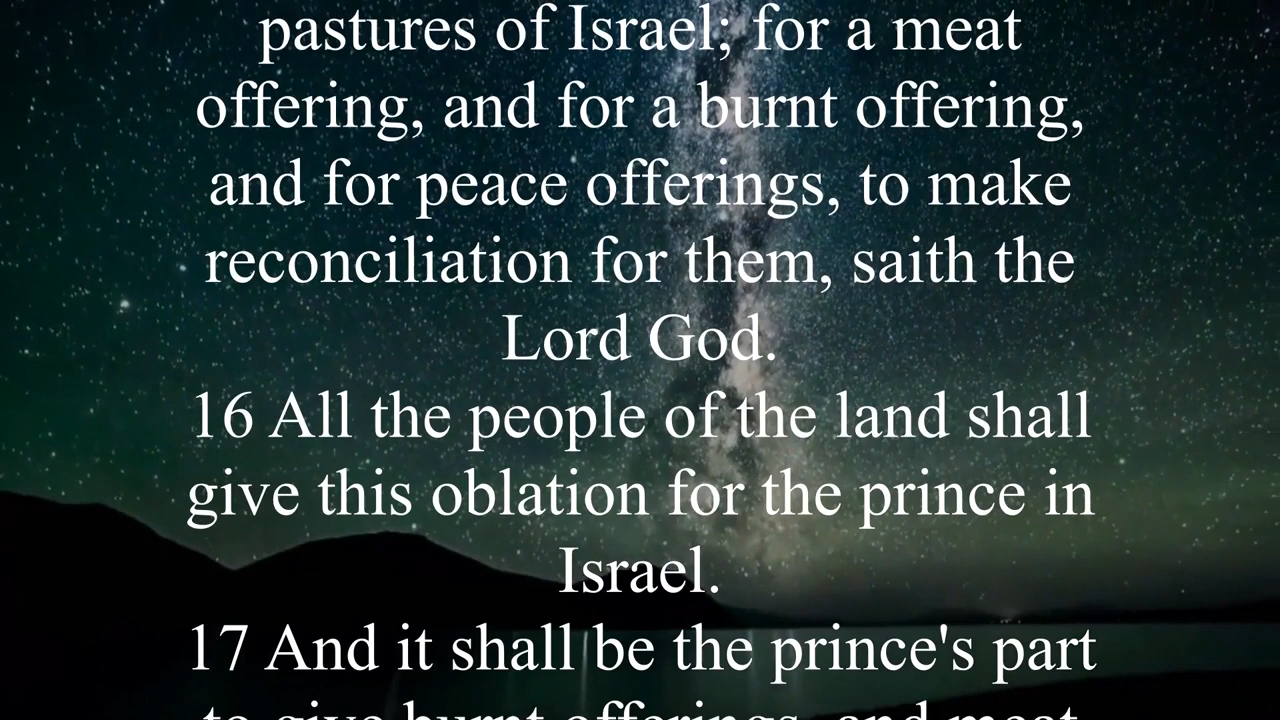 pastures of Israel; for a meat
offering, and for a burnt offering,
and for peace offerings, to make
reconciliation for them, saith the
Lord God.
16 All the people of the land shall
give this oblation for the prince in
Israel.
17 And it shall be the prince's part
to give burnt offerings, and meat